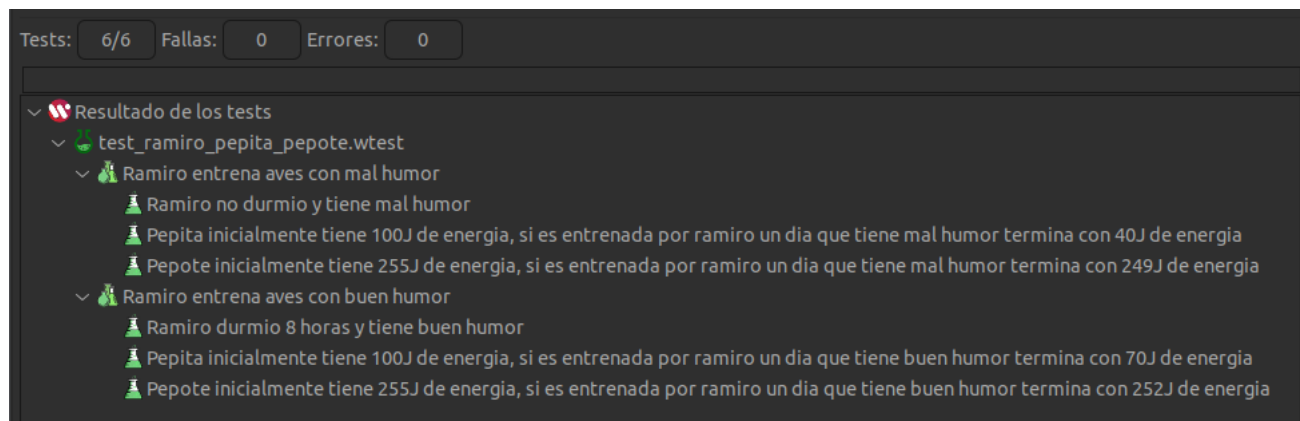 Tests: 6/6 Fallas: 0 Errores: 0
Resultado de los tests
test_ramiro_pepita_pepote.wtest
Ramiro entrena aves con mal humor
Ramiro no durmio y tiene mal humor
Pepita inicialmente tiene 100J de energia, si es entrenada por ramiro un dia que tiene mal humor termina con 40J de energia
Pepote inicialmente tiene 255J de energia, si es entrenada por ramiro un dia que tiene mal humor termina con 249J de energia
Ramiro entrena aves con buen humor
Ramiro durmio 8 horas y tiene buen humor
Pepita inicialmente tiene 100J de energia, si es entrenada por ramiro un dia que tiene buen humor termina con 70J de energia
Pepote inicialmente tiene 255J de energia, si es entrenada por ramiro un dia que tiene buen humor termina con 252J de energia